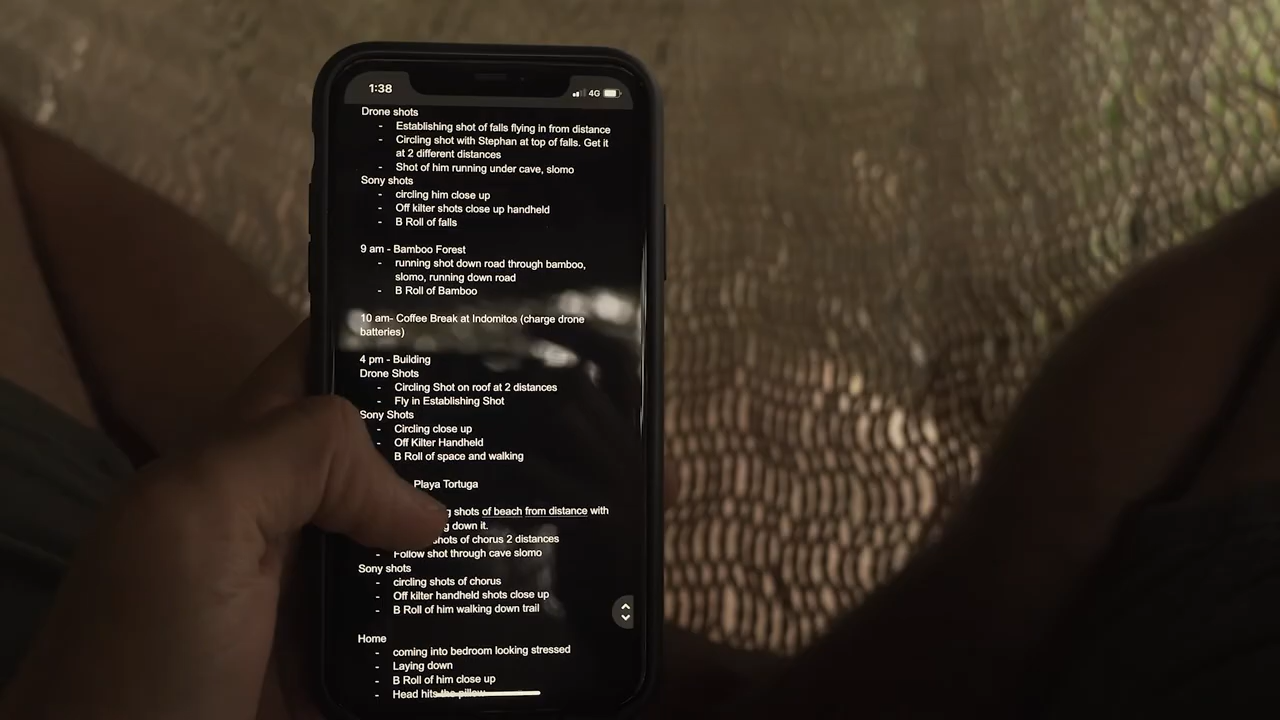 1:38
4G
Drone shots
- Establishing shot of falls flying in from distance
- Circling shot with Stephan at top of falls. Get it
at 2 different distances
- Shot of him running under cave, slomo
Sony shots
- circling him close up
- Off kilter shots close up handheld
- B Roll of falls
9 am - Bamboo Forest
- running shot down road through bamboo,
slomo, running down road
- B Roll of Bamboo
10 am- Coffee Break at Indomitos (charge drone
batteries)
4 pm - Building
Drone Shots
- Circling Shot on roof at 2 distances
- Fly in Establishing Shot
Sony Shots
- Circling close up
- Off Kilter Handheld
B Roll of space and walking
Playa Tortuga
shots of beach from distance with
down it.
shots of chorus 2 distances
- Follow shot through cave slomo
Sony shots
- circling shots of chorus
- Off kilter handheld shots close up
- B Roll of him walking down trail
Home
- coming into bedroom looking stressed
- Laying down
- B Roll of him close up
- Head hits the pillow